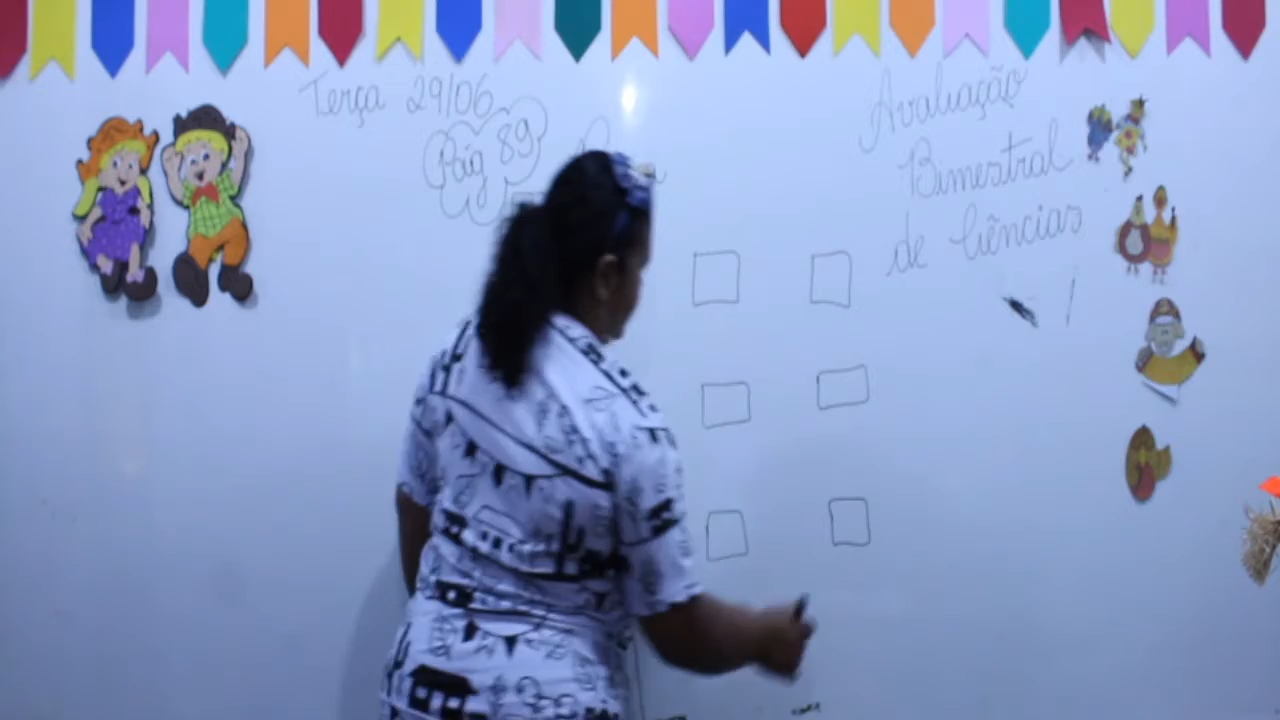 Terça 29/06
Pág 89
Avaliação
Bimestral
de Ciências